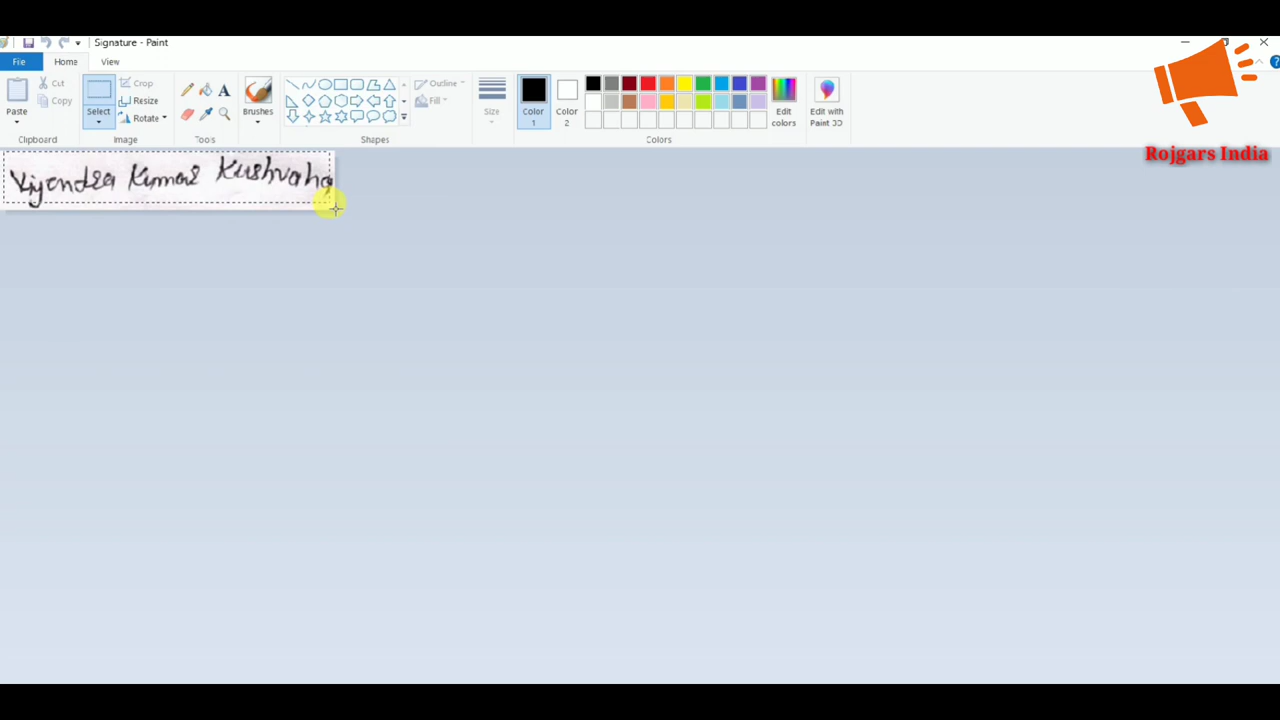 Signature - Paint
File Home View
Paste Cut Copy Clipboard
Select Crop Resize Rotate Image
A Tools
Brushes
Outline Fill Shapes
Size
Color 1 Color 2 Edit colors Colors
Edit with Paint 3D
Rojgars India
Vijendra Kumar Kushvaha